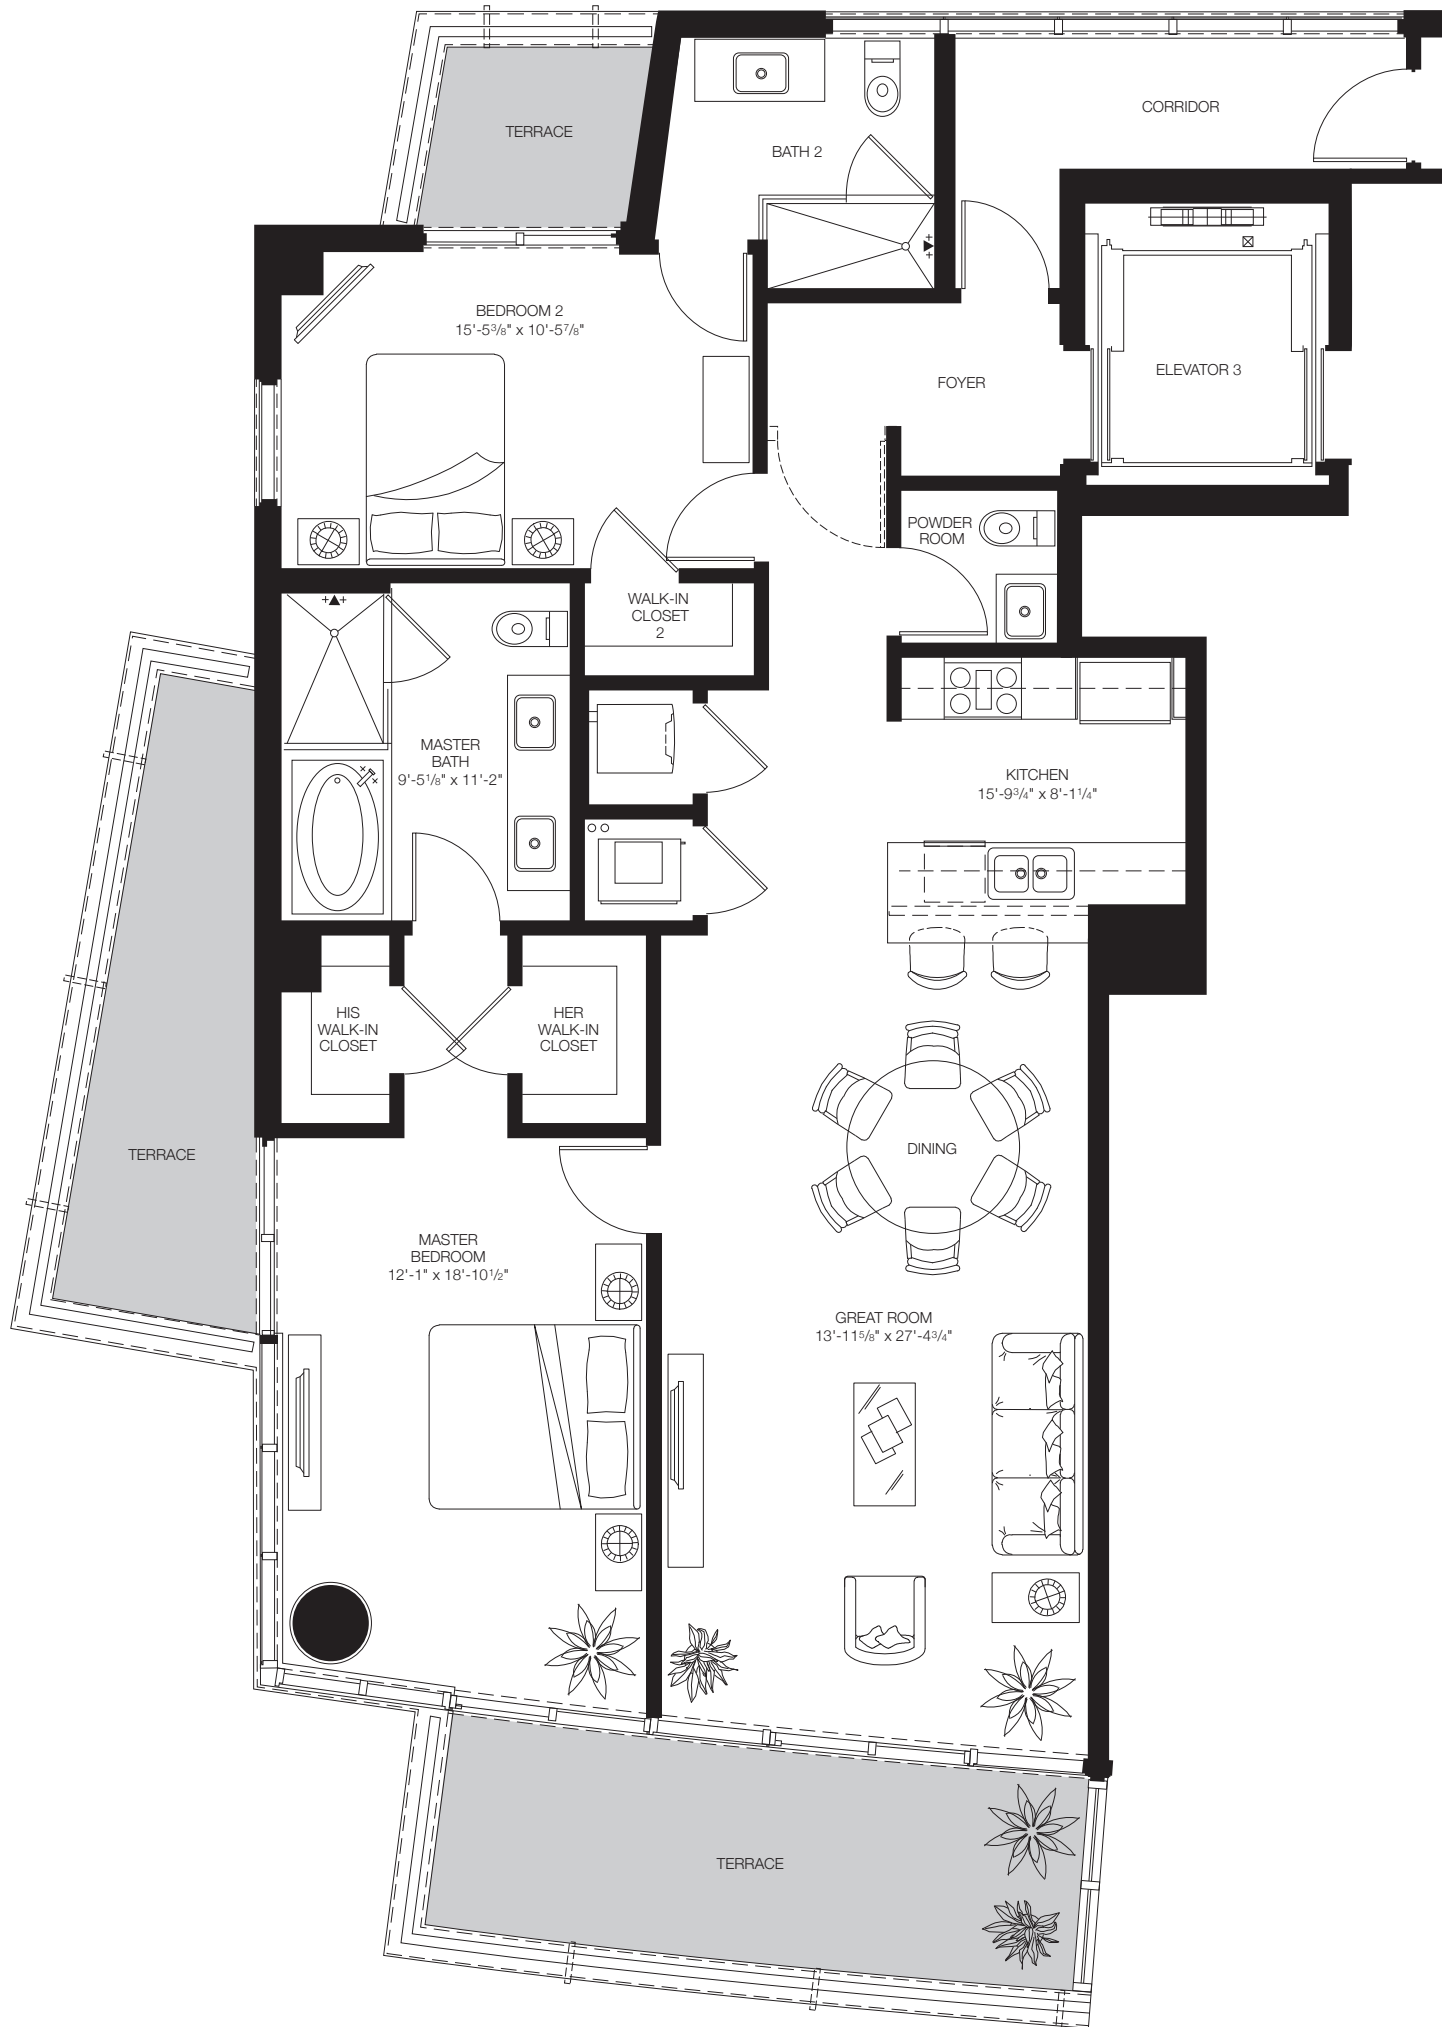 CORRIDOR
TERRACE
BATH 2
BEDROOM 2
15'-5³/₈" x 10'-5⁷/₈"
FOYER
ELEVATOR 3
POWDER
ROOM
WALK-IN
CLOSET
2
MASTER
BATH
9'-5¹/₈" x 11'-2"
KITCHEN
15'-9³/₄" x 8'-1¹/₄"
HIS
WALK-IN
CLOSET
HER
WALK-IN
CLOSET
DINING
TERRACE
MASTER
BEDROOM
12'-1" x 18'-10¹/₂"
GREAT ROOM
13'-11⁵/₈" x 27'-4³/₄"
TERRACE